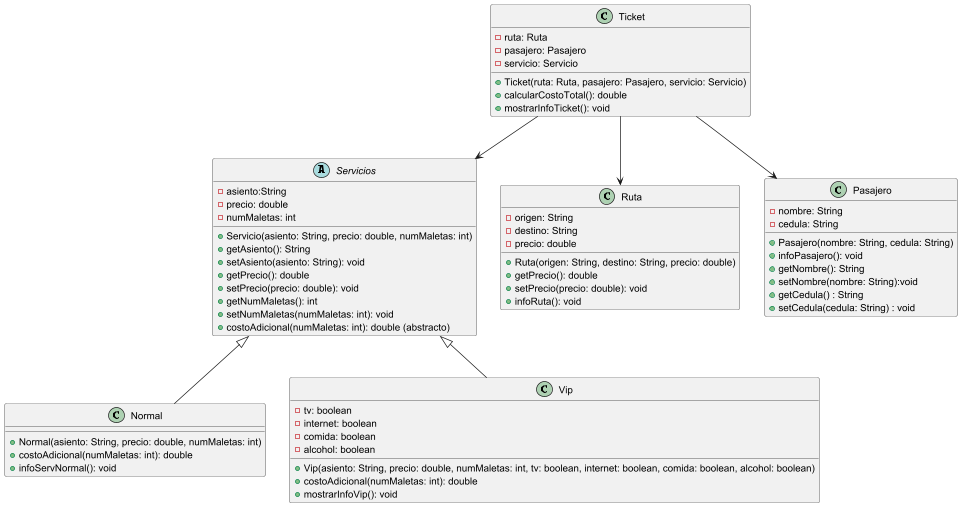 C Ticket
ruta: Ruta
pasajero: Pasajero
servicio: Servicio
Ticket(ruta: Ruta, pasajero: Pasajero, servicio: Servicio)
calcularCostoTotal(): double
mostrarInfoTicket(): void
A Servicios
asiento:String
precio: double
numMaletas: int
Servicio(asiento: String, precio: double, numMaletas: int)
getAsiento(): String
setAsiento(asiento: String): void
getPrecio(): double
setPrecio(precio: double): void
getNumMaletas(): int
setNumMaletas(numMaletas: int): void
costoAdicional(numMaletas: int): double (abstracto)
C Ruta
origen: String
destino: String
precio: double
Ruta(origen: String, destino: String, precio: double)
getPrecio(): double
setPrecio(precio: double): void
infoRuta(): void
C Pasajero
nombre: String
cedula: String
Pasajero(nombre: String, cedula: String)
infoPasajero(): void
getNombre(): String
setNombre(nombre: String):void
getCedula() : String
setCedula(cedula: String) : void
C Normal
Normal(asiento: String, precio: double, numMaletas: int)
costoAdicional(numMaletas: int): double
infoServNormal(): void
C Vip
tv: boolean
internet: boolean
comida: boolean
alcohol: boolean
Vip(asiento: String, precio: double, numMaletas: int, tv: boolean, internet: boolean, comida: boolean, alcohol: boolean)
costoAdicional(numMaletas: int): double
mostrarInfoVip(): void